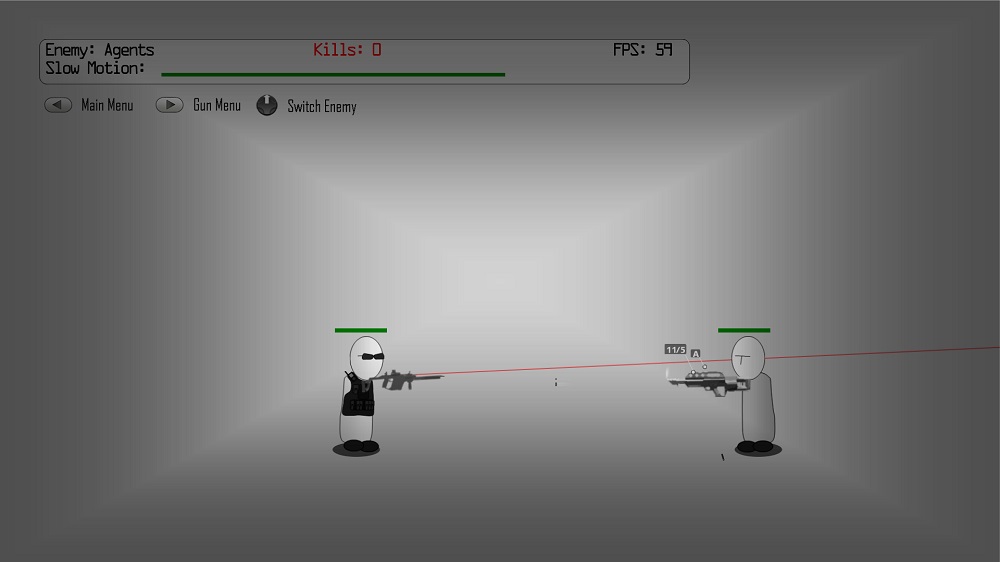 Enemy: Agents Kills: 0 FPS: 59
Slow Motion:
Main Menu Gun Menu Switch Enemy
11/5 A